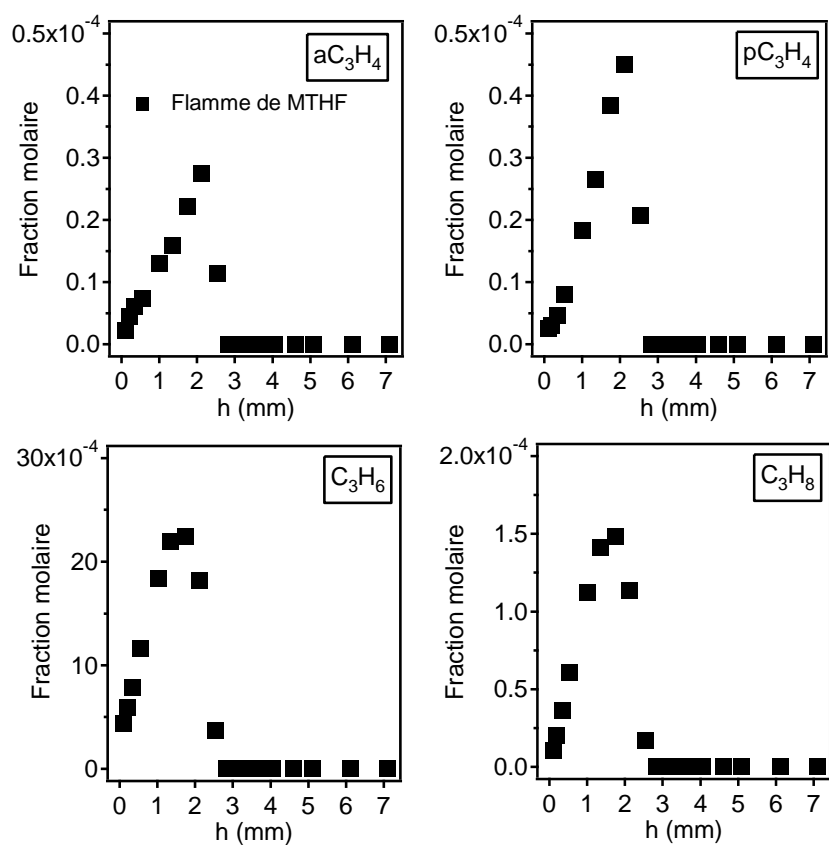 0.5x10-4
aC3H4
Flamme de MTHF
0.4
0.3
0.2
0.1
0.0
Fraction molaire
0 1 2 3 4 5 6 7
h (mm)
0.5x10-4
pC3H4
0.4
0.3
0.2
0.1
0.0
Fraction molaire
0 1 2 3 4 5 6 7
h (mm)
30x10-4
C3H6
20
10
0
Fraction molaire
0 1 2 3 4 5 6 7
h (mm)
2.0x10-4
C3H8
1.5
1.0
0.5
0.0
Fraction molaire
0 1 2 3 4 5 6 7
h (mm)